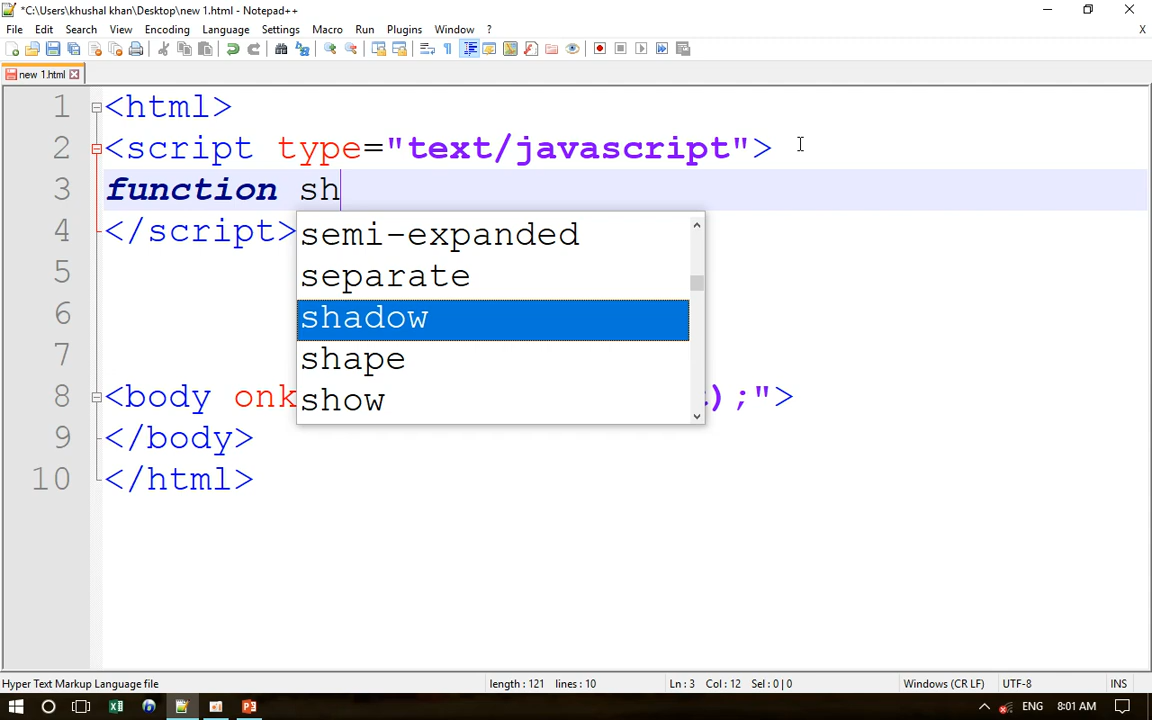 *C:\Users\khushal khan\Desktop\new 1.html - Notepad++
File Edit Search View Encoding Language Settings Macro Run Plugins Window ? X
new 1.html
1 <html>
2 <script type="text/javascript">
3 function sh
4 </script>
semi-expanded
5
separate
6
shadow
7
shape
8 <body onk );">
show
9 </body>
10 </html>
Hyper Text Markup Language file length : 121 lines : 10 Ln : 3 Col : 12 Sel : 0 | 0 Windows (CR LF) UTF-8 INS
ENG 8:01 AM